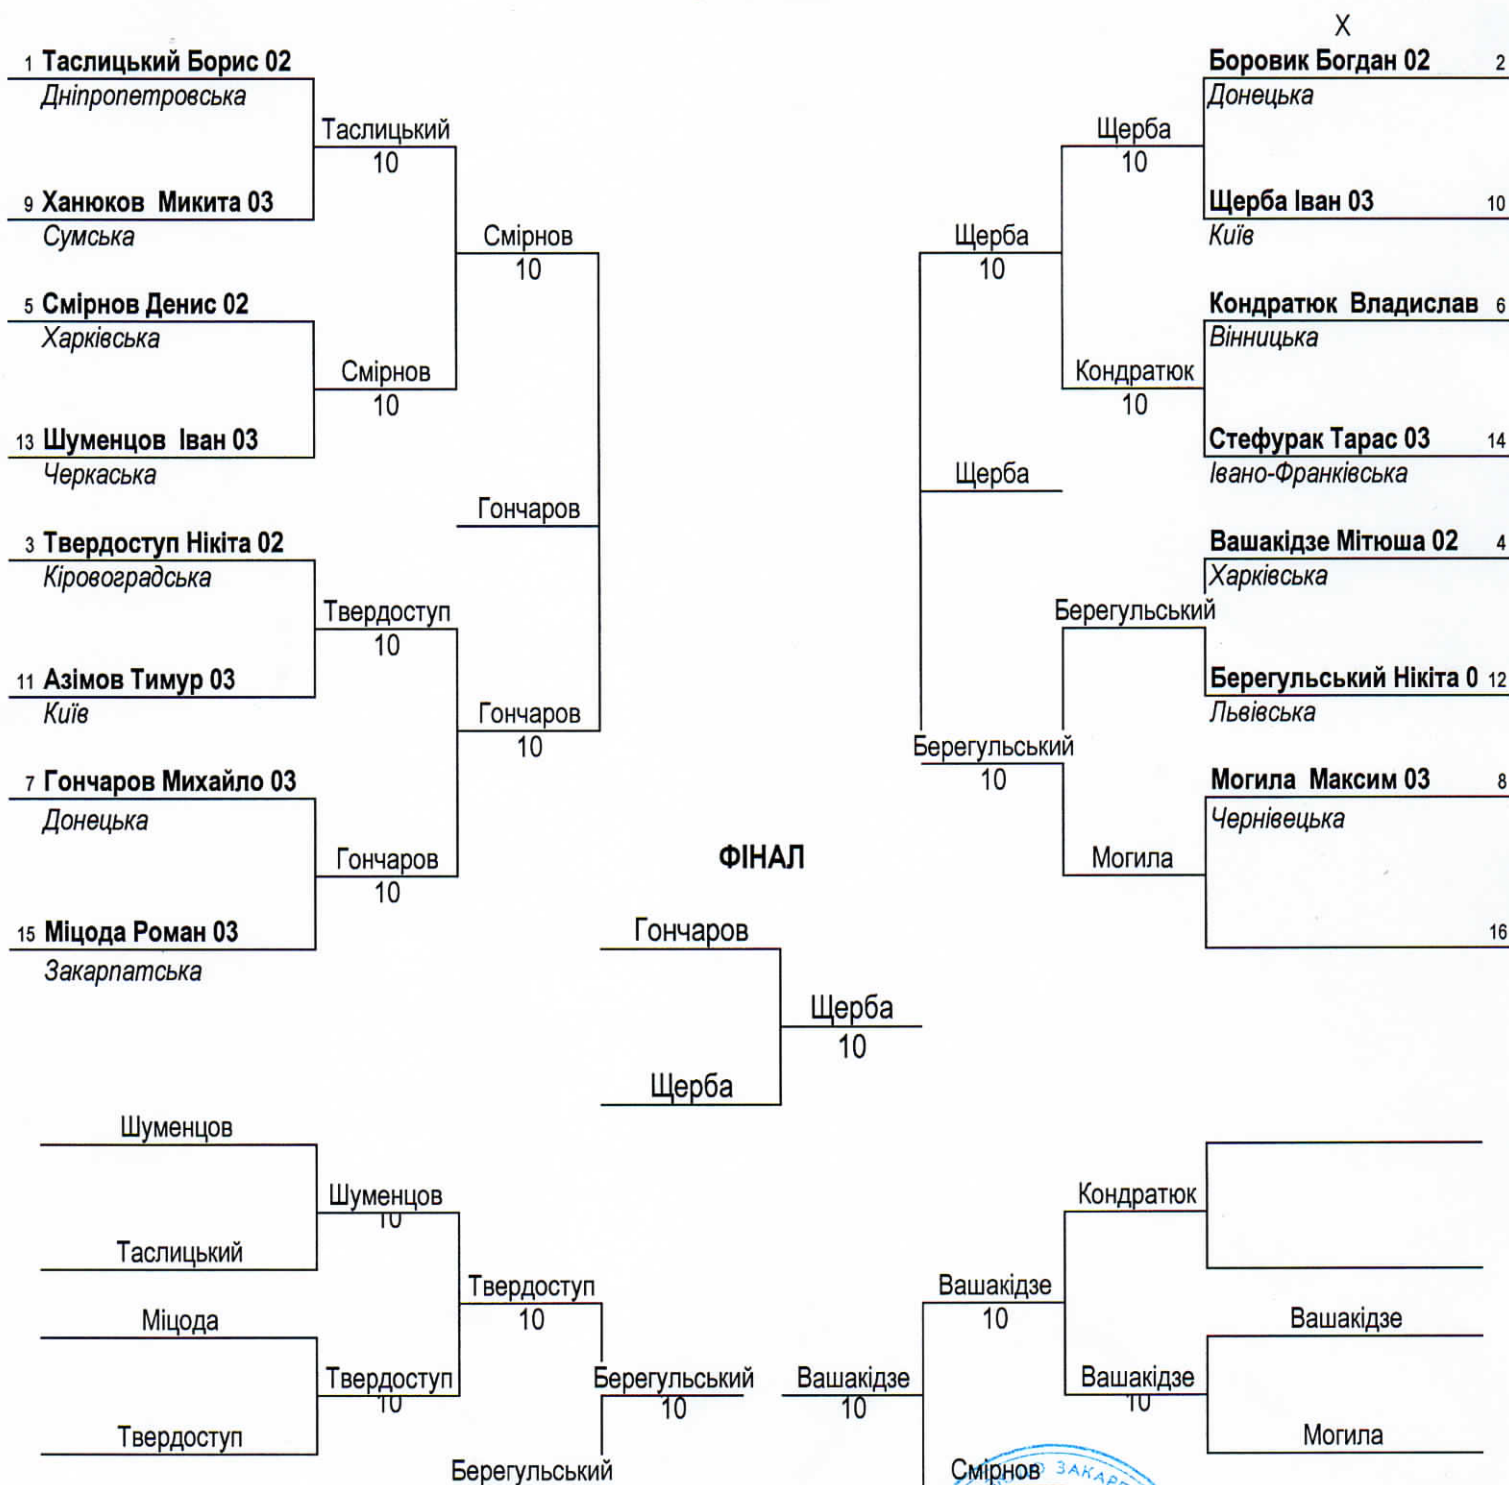 X
1 Таслицький Борис 02
Дніпропетровська
Таслицький
10
9 Ханюков Микита 03
Сумська
Смірнов
10
5 Смірнов Денис 02
Харківська
Смірнов
10
13 Шуменцов Іван 03
Черкаська
Гончаров
3 Твердоступ Нікіта 02
Кіровоградська
Твердоступ
10
11 Азімов Тимур 03
Київ
Гончаров
10
7 Гончаров Михайло 03
Донецька
Гончаров
10
15 Міцода Роман 03
Закарпатська
Боровик Богдан 02 2
Донецька
Щерба
10
Щерба Іван 03 10
Київ
Щерба
10
Кондратюк Владислав 6
Вінницька
Кондратюк
10
Стефурак Тарас 03 14
Івано-Франківська
Щерба
Вашакідзе Мітюша 02 4
Харківська
Берегульський
Берегульський Нікіта 0 12
Львівська
Берегульський
10
Могила Максим 03 8
Чернівецька
Могила
16
ФІНАЛ
Гончаров
Щерба
10
Щерба
Шуменцов
Шуменцов
10
Таслицький
Твердоступ
10
Міцода
Твердоступ
10
Твердоступ
Берегульський
10
Берегульський
Кондратюк
Вашакідзе
10
Вашакідзе
Вашакідзе
10
Вашакідзе
10
Могила
Смірнов